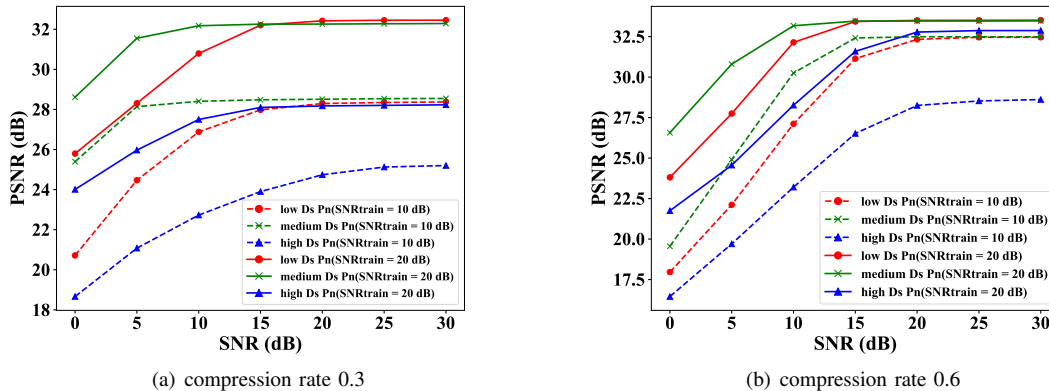 PSNR (dB)
32
30
28
26
24
22
20
18
0 5 10 15 20 25 30
SNR (dB)
low Ds Pn(SNRtrain = 10 dB)
medium Ds Pn(SNRtrain = 10 dB)
high Ds Pn(SNRtrain = 10 dB)
low Ds Pn(SNRtrain = 20 dB)
medium Ds Pn(SNRtrain = 20 dB)
high Ds Pn(SNRtrain = 20 dB)
(a) compression rate 0.3
PSNR (dB)
32.5
30.0
27.5
25.0
22.5
20.0
17.5
0 5 10 15 20 25 30
SNR (dB)
low Ds Pn(SNRtrain = 10 dB)
medium Ds Pn(SNRtrain = 10 dB)
high Ds Pn(SNRtrain = 10 dB)
low Ds Pn(SNRtrain = 20 dB)
medium Ds Pn(SNRtrain = 20 dB)
high Ds Pn(SNRtrain = 20 dB)
(b) compression rate 0.6